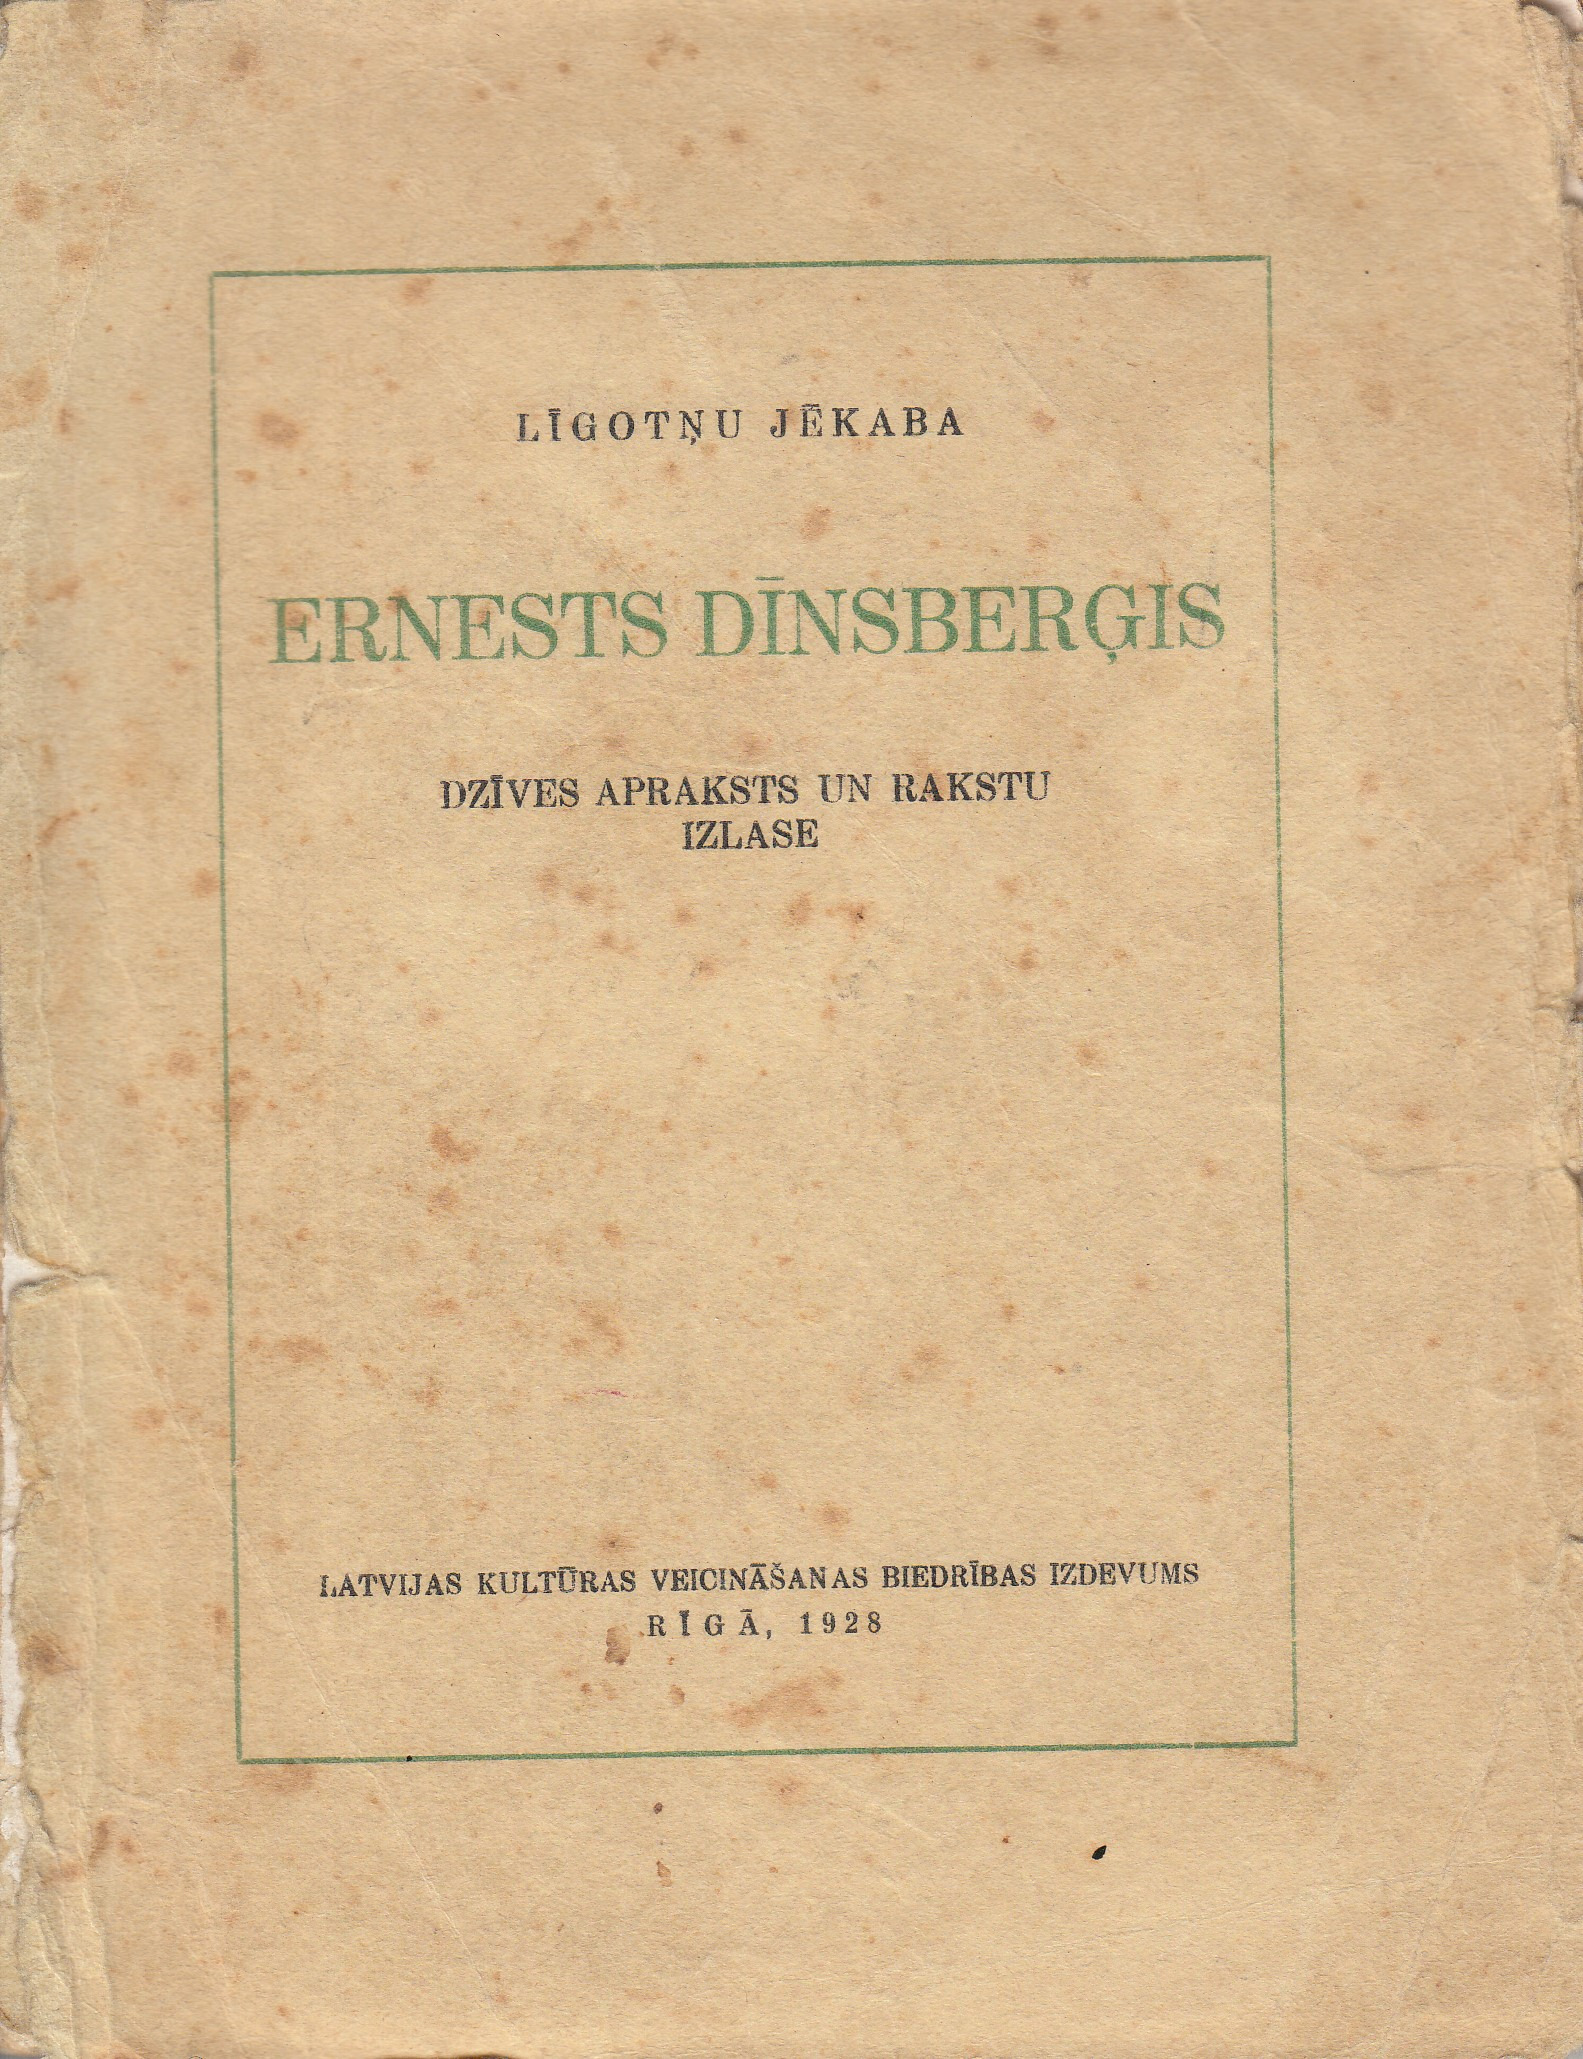 LĪGOTŅU JĒKABA
ERNESTS DĪNSBERĢIS
DZĪVES APRAKSTS UN RAKSTU
IZLASE
LATVIJAS KULTŪRAS VEICINĀŠANAS BIEDRĪBAS IZDEVUMS
RĪGĀ, 1928